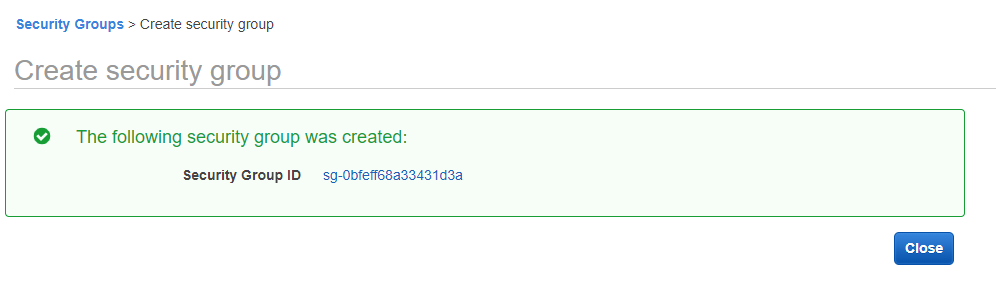 Security Groups > Create security group
Create security group
The following security group was created:
Security Group ID sg-0bfeff68a33431d3a
Close